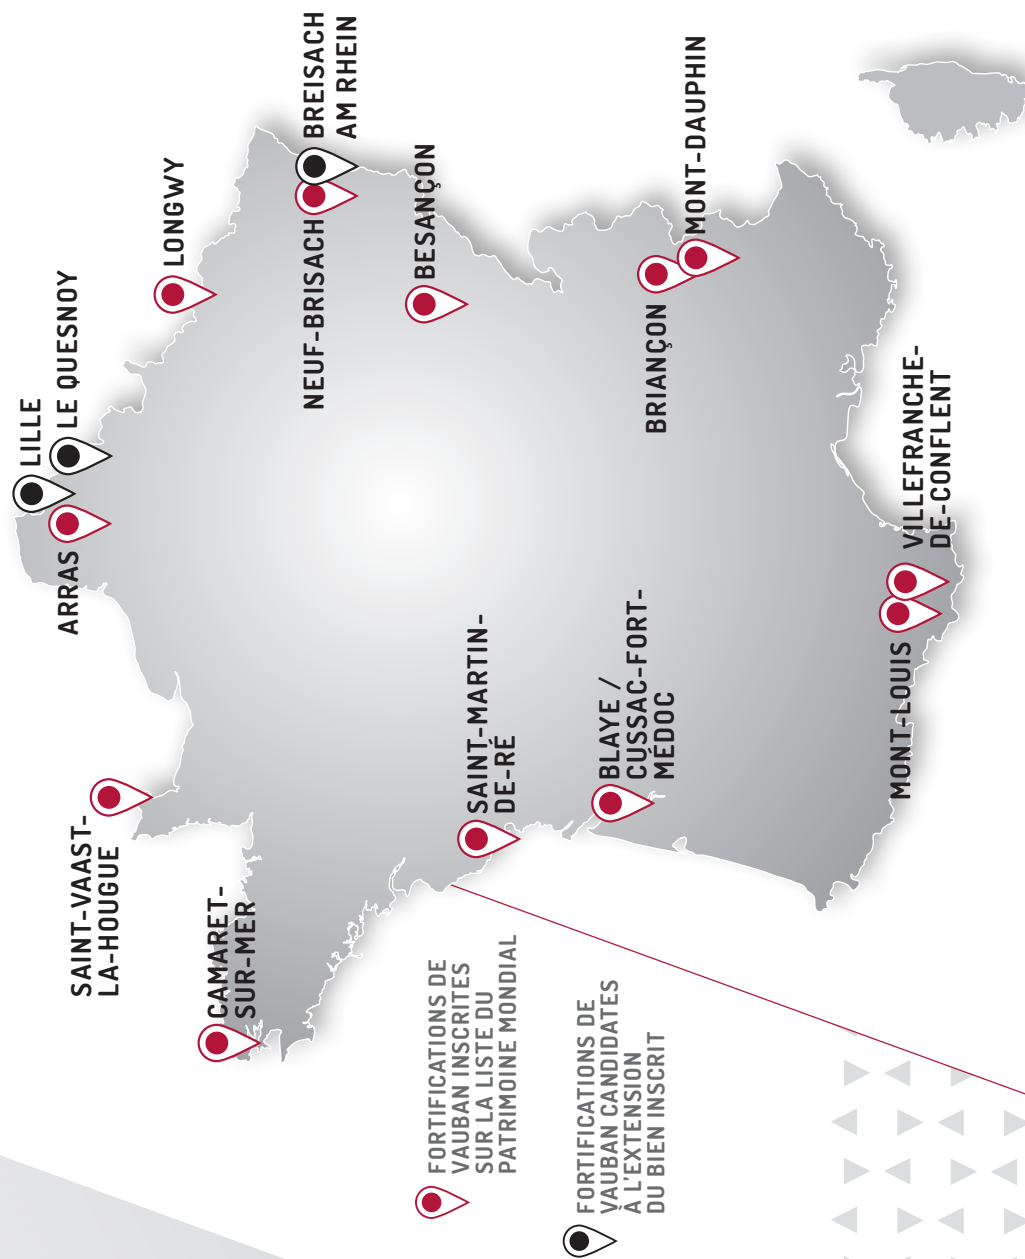 LILLE
LE QUESNOY
ARRAS
LONGWY
BREISACH
AM RHEIN
NEUF-BRISACH
BESANÇON
SAINT-VAAST-
LA-HOUGUE
CAMARET-
SUR-MER
SAINT-MARTIN-
DE-RÉ
BLAYE /
CUSSAC-FORT-
MÉDOC
BRIANÇON
MONT-DAUPHIN
MONT-LOUIS
VILLEFRANCHE-
DE-CONFLENT
FORTIFICATIONS DE
VAUBAN INSCRITES
SUR LA LISTE DU
PATRIMOINE MONDIAL
FORTIFICATIONS DE
VAUBAN CANDIDATES
À L'EXTENSION
DU BIEN INSCRIT